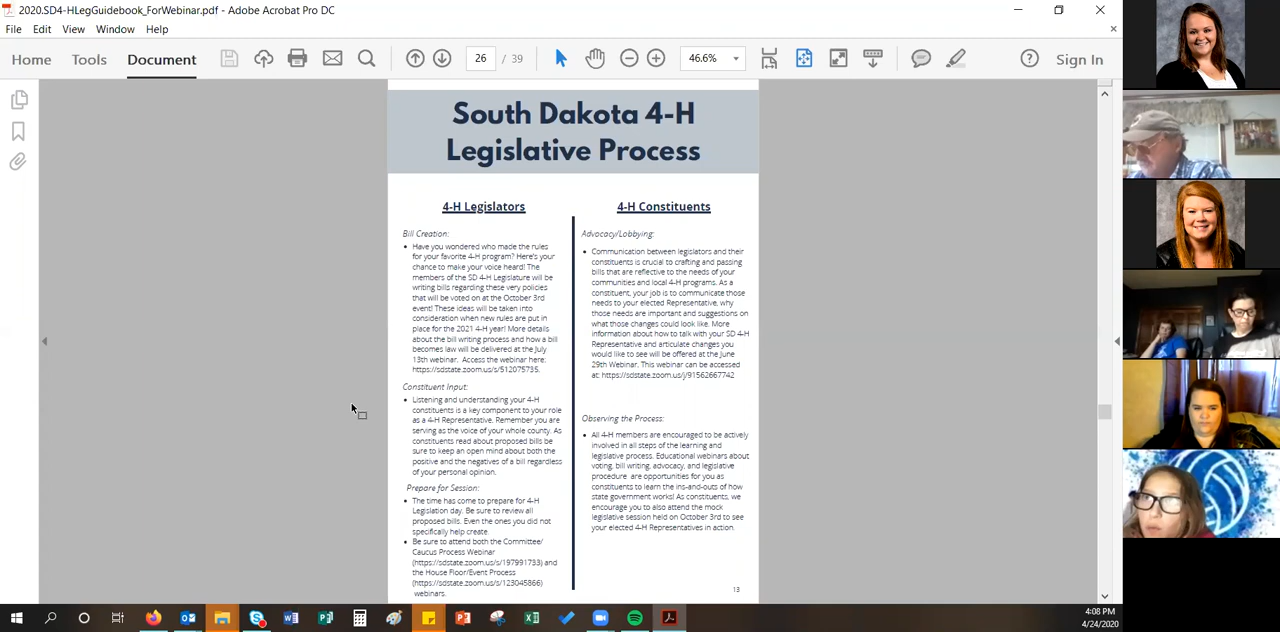 2020.SD4-HLegGuidebook_ForWebinar.pdf - Adobe Acrobat Pro DC
File Edit View Window Help
Home Tools Document 26 / 39 46.6% Sign In
South Dakota 4-H
Legislative Process
4-H Legislators
Bill Creation:
• Have you wondered who made the rules
for your favorite 4-H program? Here's your
chance to make your voice heard! The
members of the SD 4-H Legislature will be
writing bills regarding these very policies
that will be voted on at the October 3rd
event! These ideas will be taken into
consideration when new rules are put in
place for the 2021 4-H year! More details
about the bill writing process and how a bill
becomes law will be delivered at the July
13th webinar. Access the webinar here:
https://sdstate.zoom.us/s/512075735.
Constituent Input:
• Listening and understanding your 4-H
constituents is a key component to your role
as a 4-H Representative. Remember you are
serving as the voice of your whole county. As
constituents read about proposed bills be
sure to keep an open mind about both the
positive and the negatives of a bill regardless
of your personal opinion.
Prepare for Session:
• The time has come to prepare for 4-H
Legislation day. Be sure to review all
proposed bills. Even the ones you did not
specifically help create.
• Be sure to attend both the Committee/
Caucus Process Webinar
(https://sdstate.zoom.us/s/197991733) and
the House Floor/Event Process
(https://sdstate.zoom.us/s/123045866)
webinars.
4-H Constituents
Advocacy/Lobbying:
• Communication between legislators and their
constituents is crucial to crafting and passing
bills that are reflective to the needs of your
communities and local 4-H programs. As a
constituent, your job is to communicate those
needs to your elected Representative, why
those needs are important and suggestions on
what those changes could look like. More
information about how to talk with your SD 4-H
Representative and articulate changes you
would like to see will be offered at the June
29th Webinar. This webinar can be accessed
at: https://sdstate.zoom.us/j/91562667742
Observing the Process:
• All 4-H members are encouraged to be actively
involved in all steps of the learning and
legislative process. Educational webinars about
voting, bill writing, advocacy, and legislative
procedure are opportunities for you as
constituents to learn the ins-and-outs of how
state government works! As constituents, we
encourage you to also attend the mock
legislative session held on October 3rd to see
your elected 4-H Representatives in action.
13
4:08 PM
4/24/2020